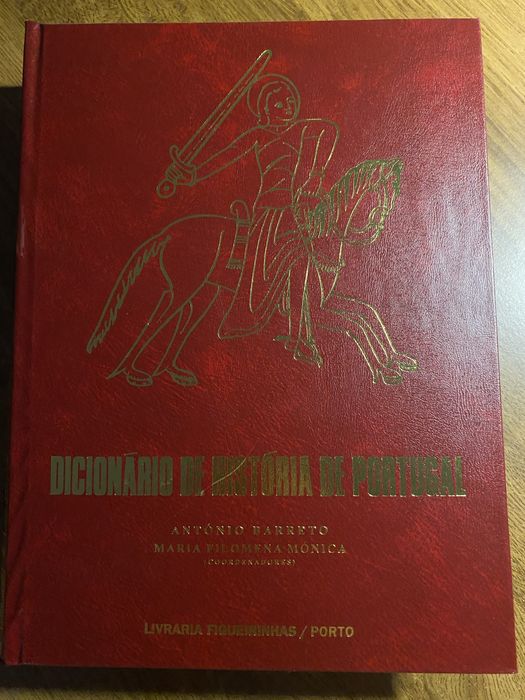 DICIONÁRIO DE HISTÓRIA DE PORTUGAL
ANTÓNIO BARRETO
MARIA FILOMENA MÓNICA
(COORDENADORES)
LIVRARIA FIGUEIRINHAS / PORTO